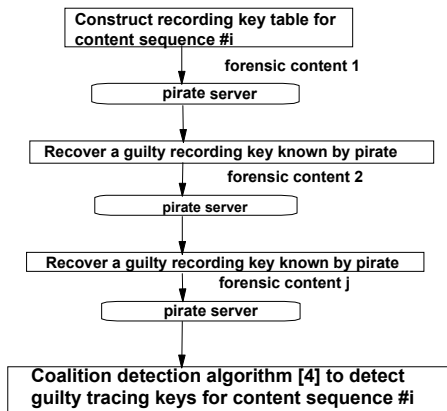 Construct recording key table for
content sequence #i
forensic content 1
pirate server
Recover a guilty recording key known by pirate
forensic content 2
pirate server
Recover a guilty recording key known by pirate
forensic content j
pirate server
Coalition detection algorithm [4] to detect
guilty tracing keys for content sequence #i